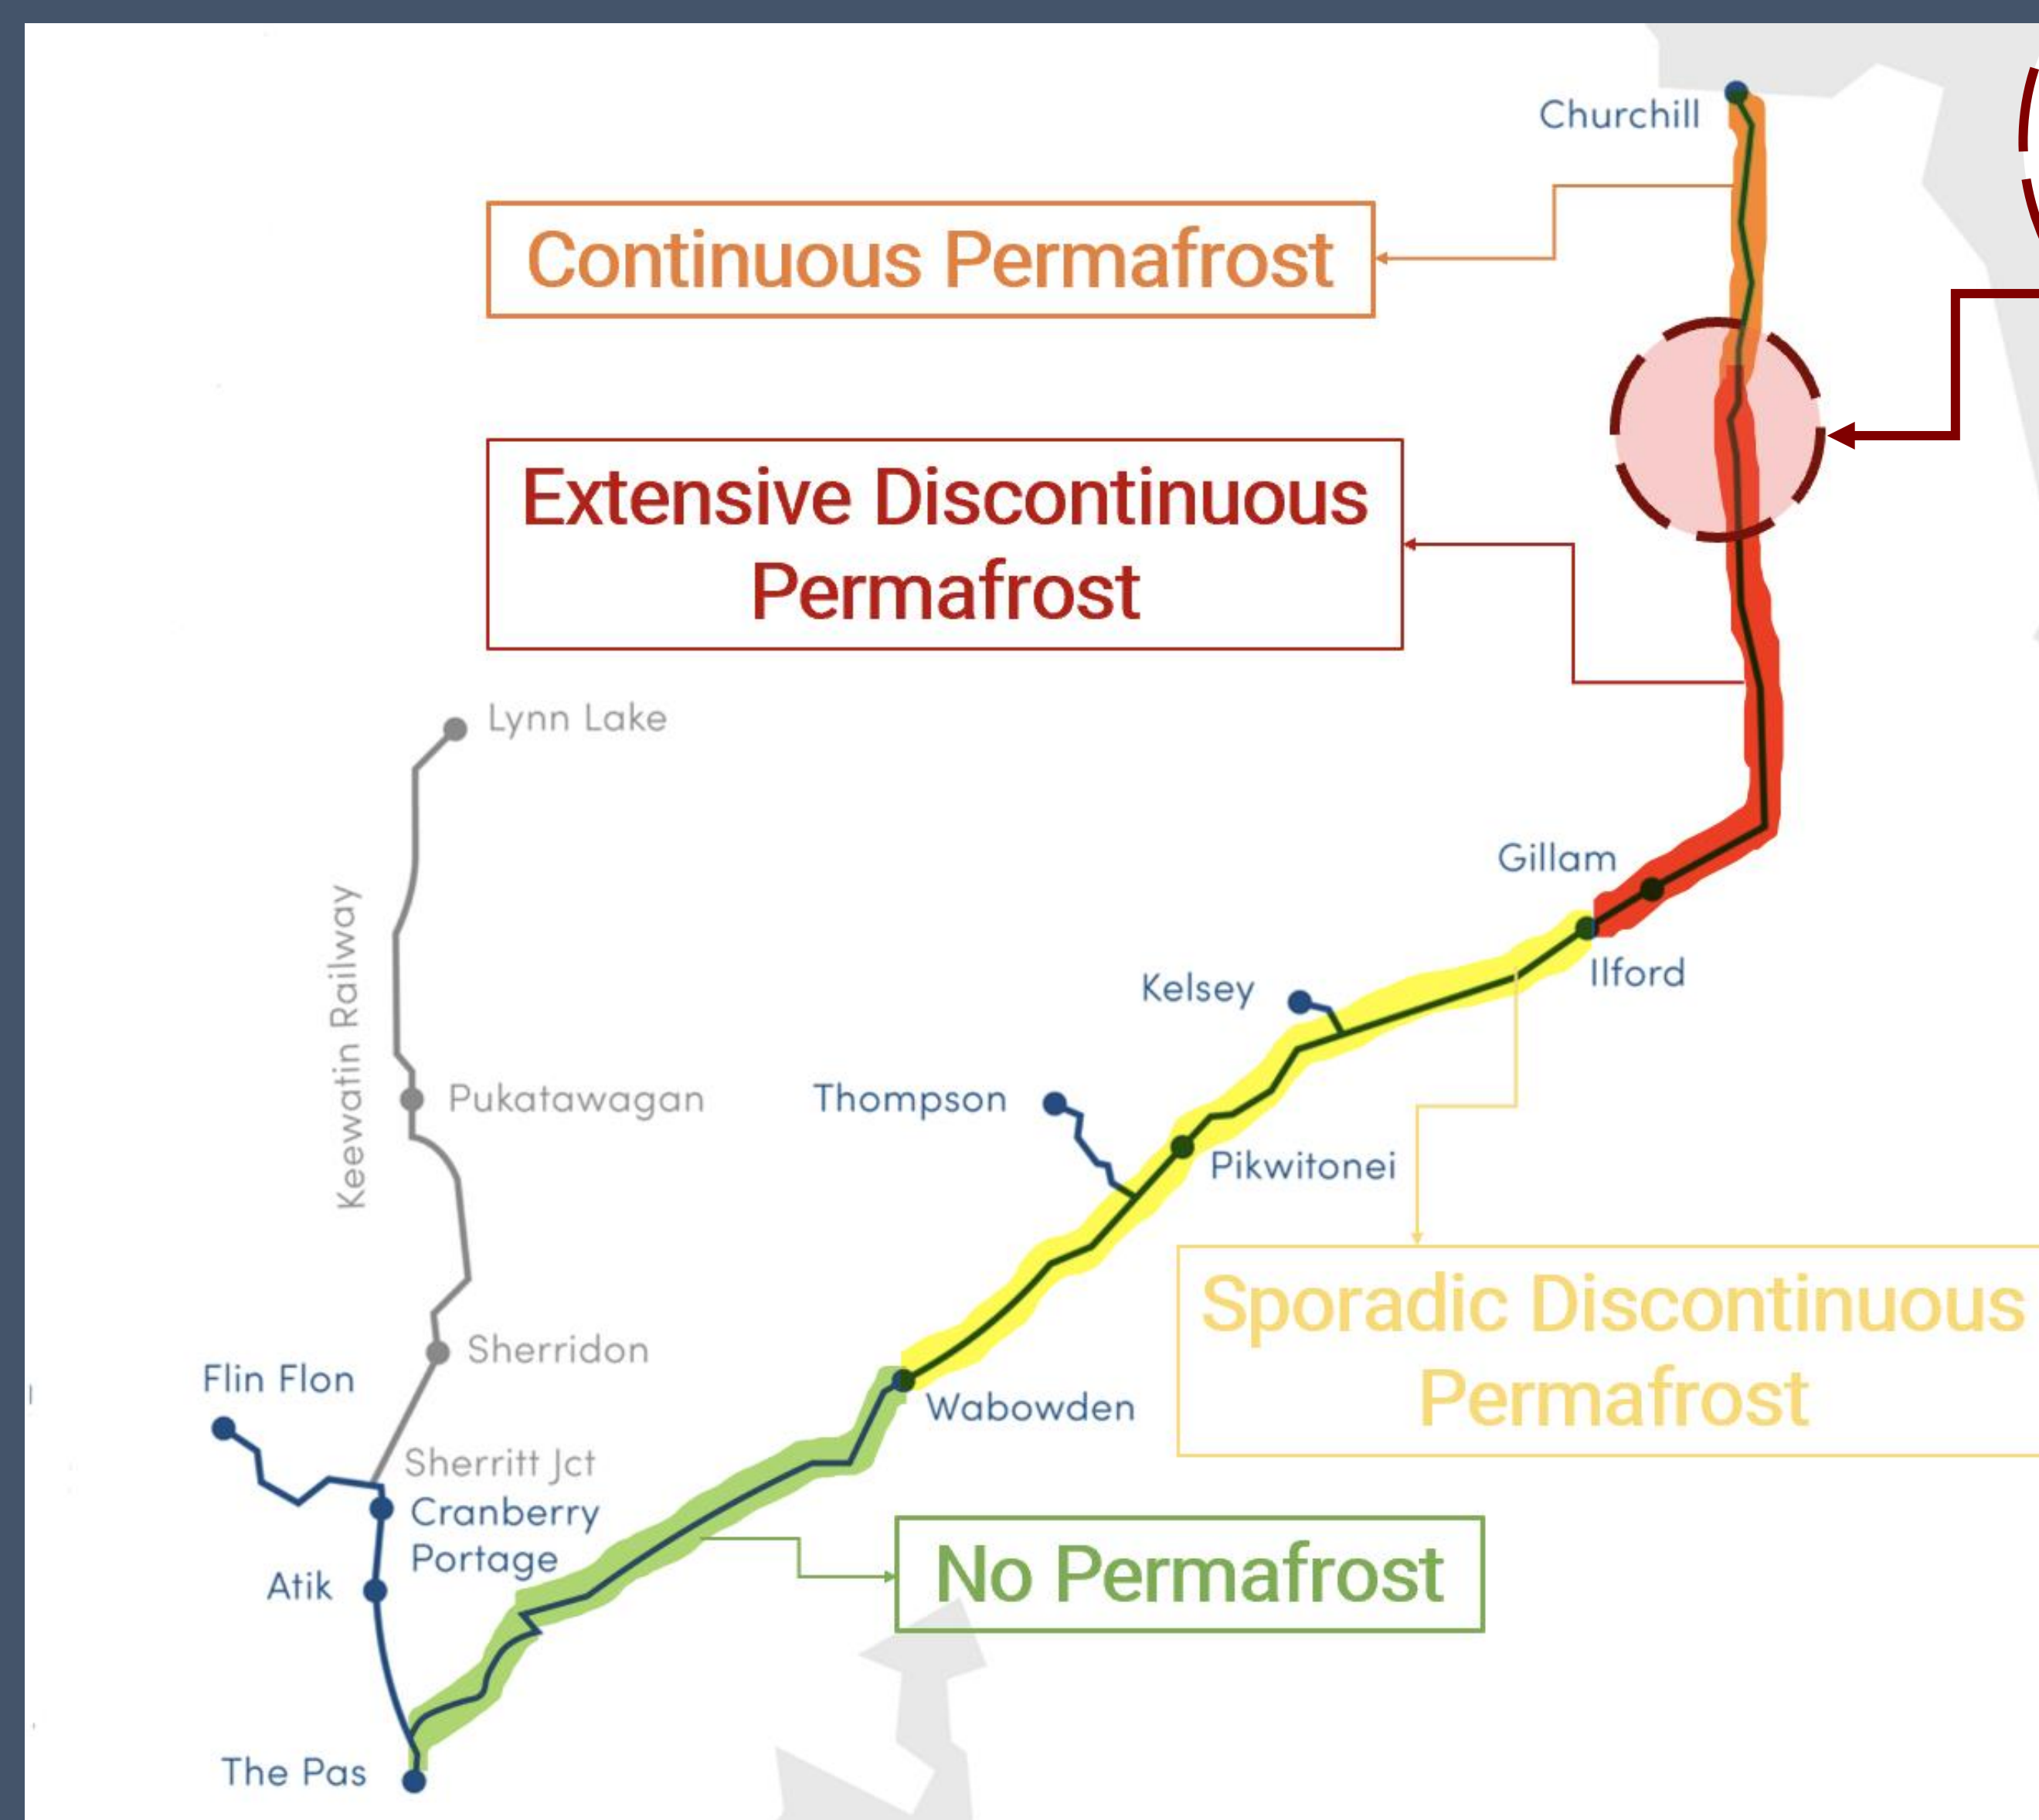 Churchill
Continuous Permafrost
Extensive Discontinuous
Permafrost
Lynn Lake
Gillam
Ilford
Kelsey
Keewatin Railway
Pukatawagan
Thompson
Pikwitonei
Sporadic Discontinuous
Permafrost
Sherridon
Flin Flon
Wabowden
Sherritt Jct
Cranberry
Portage
No Permafrost
Atik
The Pas